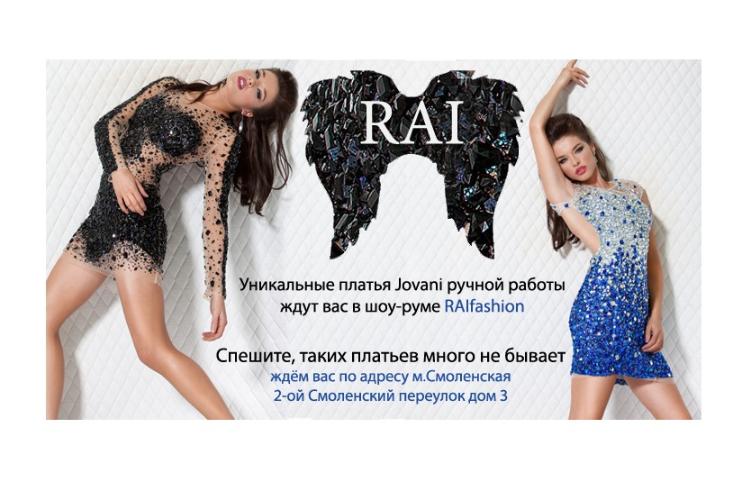 RAI
Уникальные платья Jovani ручной работы
ждут вас в шоу-руме RAIfashion
Спешите, таких платьев много не бывает
ждём вас по адресу м.Смоленская
2-ой Смоленский переулок дом 3